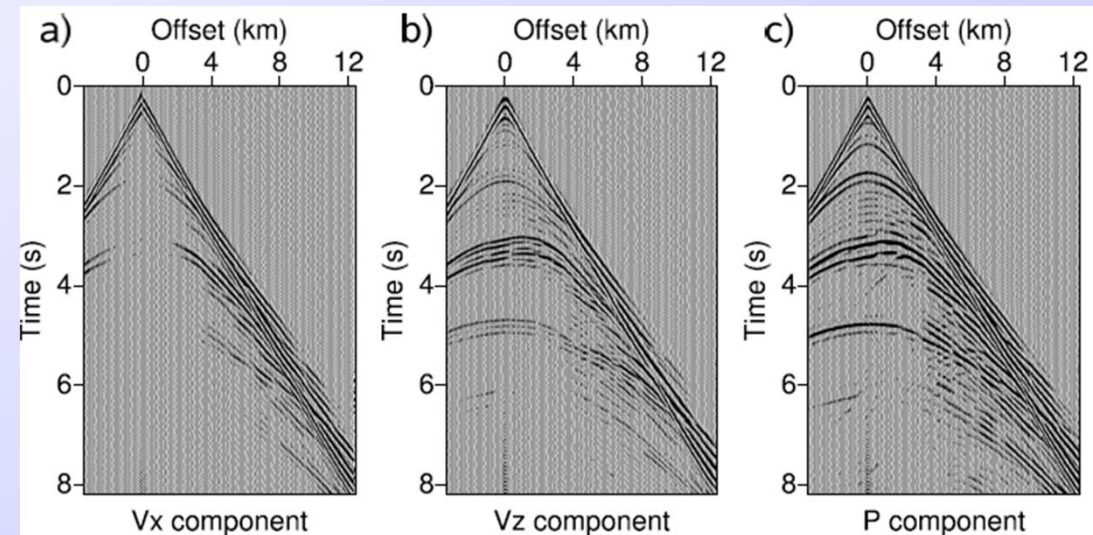 a) Offset (km)
0 4 8 12
0
2
4
6
8
Time (s)
Vx component
b) Offset (km)
0 4 8 12
0
2
4
6
8
Time (s)
Vz component
c) Offset (km)
0 4 8 12
0
2
4
6
8
Time (s)
P component